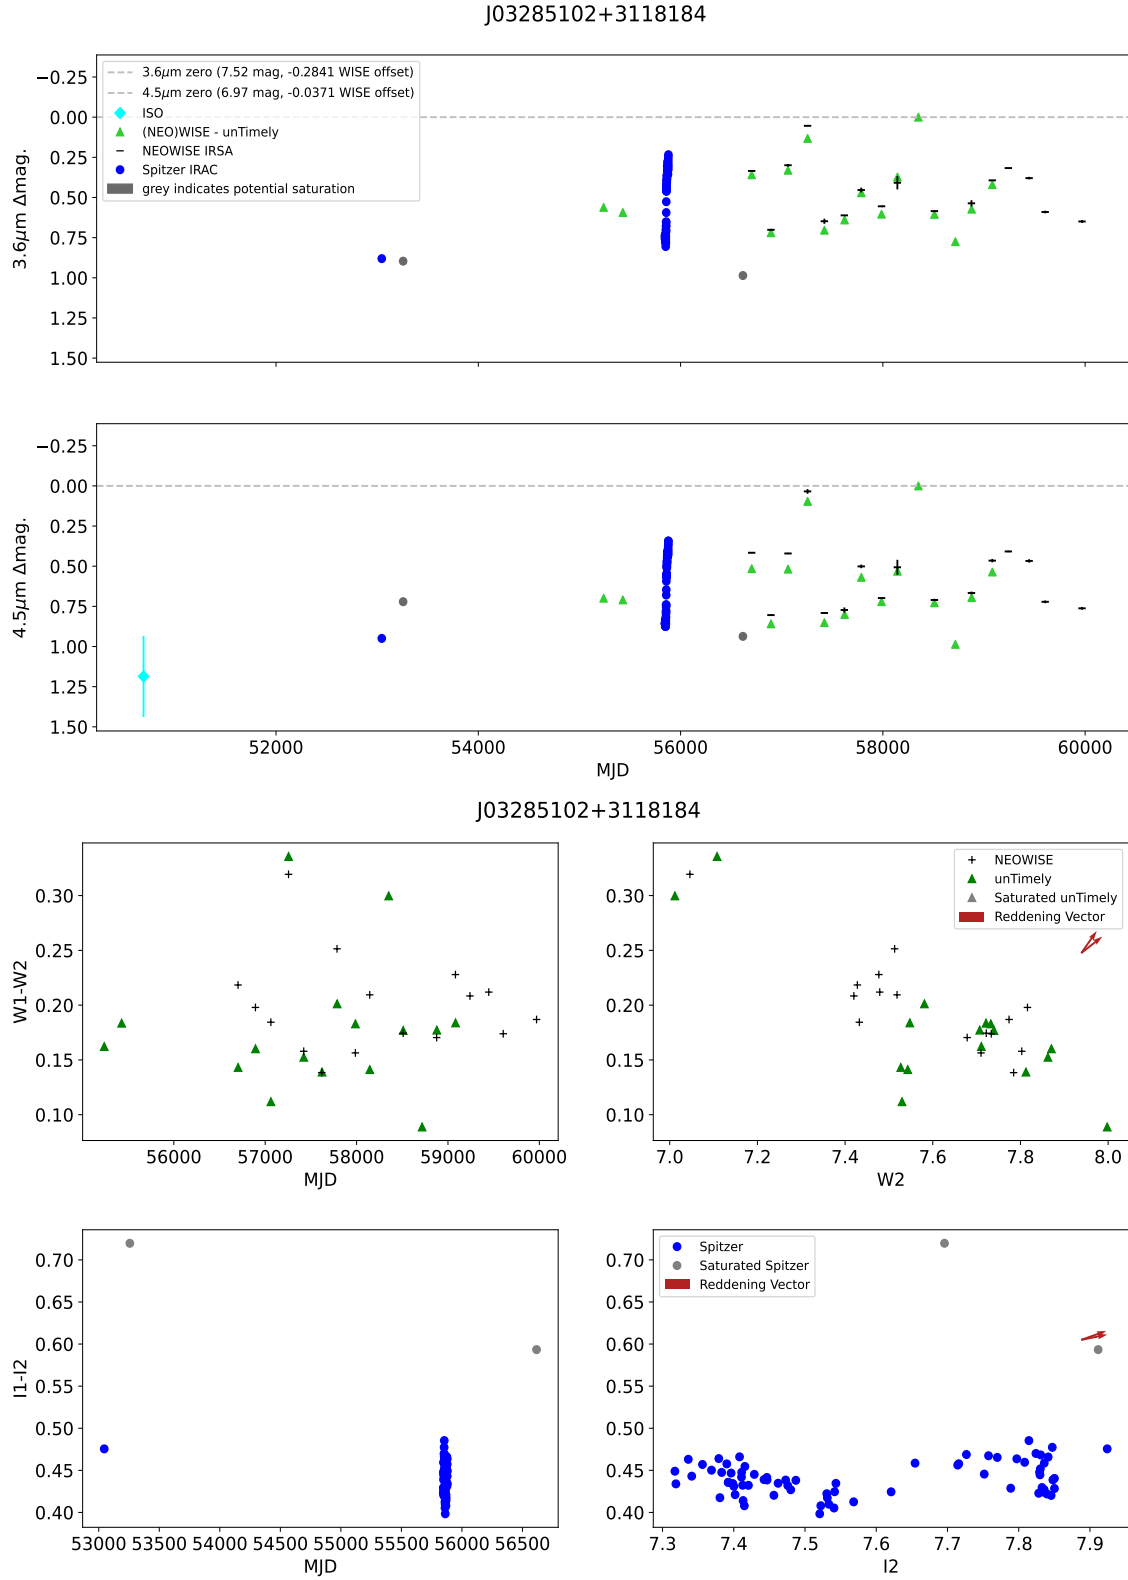 J03285102+3118184
3.6μm zero (7.52 mag, -0.2841 WISE offset)
4.5μm zero (6.97 mag, -0.0371 WISE offset)
ISO
(NEO)WISE - unTimely
NEOWISE IRSA
Spitzer IRAC
grey indicates potential saturation
3.6μm Δmag.
−0.25
0.00
0.25
0.50
0.75
1.00
1.25
1.50
4.5μm Δmag.
−0.25
0.00
0.25
0.50
0.75
1.00
1.25
1.50
52000 54000 56000 58000 60000
MJD
J03285102+3118184
W1-W2
0.30
0.25
0.20
0.15
0.10
56000 57000 58000 59000 60000
MJD
NEOWISE
unTimely
Saturated unTimely
Reddening Vector
7.0 7.2 7.4 7.6 7.8 8.0
W2
I1-I2
0.70
0.65
0.60
0.55
0.50
0.45
0.40
53000 53500 54000 54500 55000 55500 56000 56500
MJD
Spitzer
Saturated Spitzer
Reddening Vector
7.3 7.4 7.5 7.6 7.7 7.8 7.9
I2